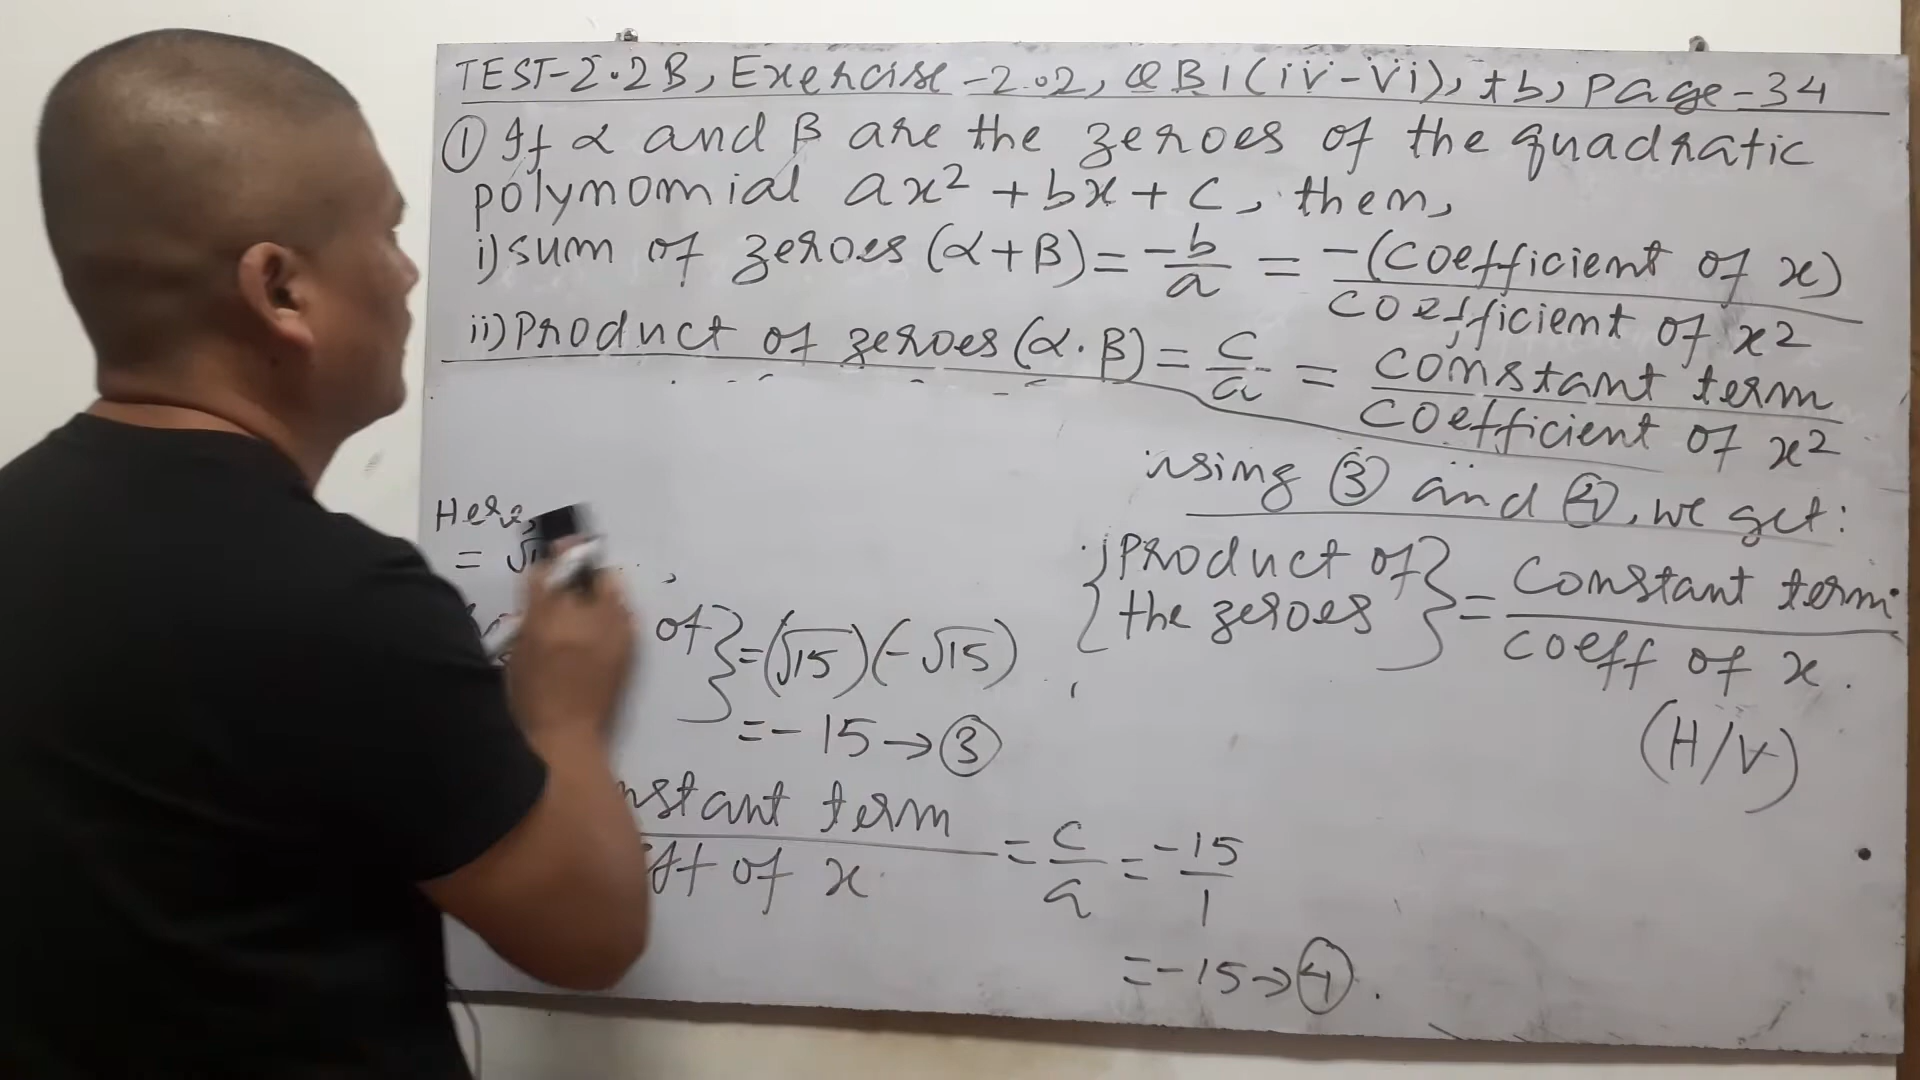 TEST-2.2B, Exercise-2.02, QB1(iv-vi), tb, page-34
① If α and β are the zeroes of the quadratic
polynomial ax² + bx + c, then,
i) sum of zeroes (α+β) = -b/a = -(coefficient of x)/coefficient of x²
ii) Product of zeroes (α·β) = c/a = constant term/coefficient of x²
Here,
=
of } = (√15)(-√15)
= -15 → ③
term
of x = c/a = -15/1
= -15 → ④.
using ③ and ④, we get:
{ Product of
the zeroes } = Constant term/coeff of x.
(H/V)